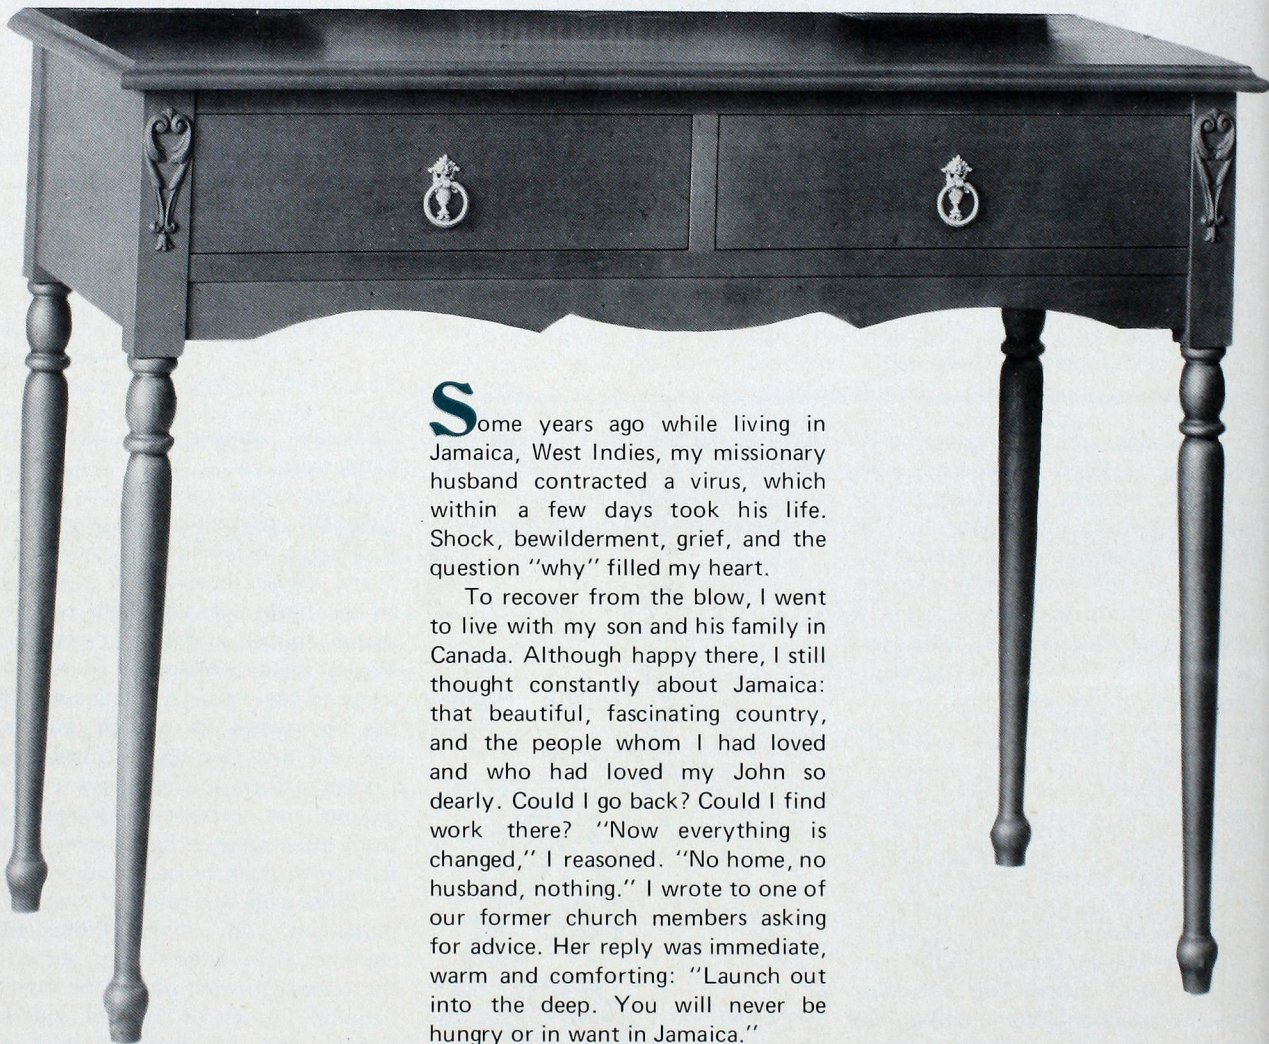 Some years ago while living in
Jamaica, West Indies, my missionary
husband contracted a virus, which
within a few days took his life.
Shock, bewilderment, grief, and the
question "why" filled my heart.
To recover from the blow, I went
to live with my son and his family in
Canada. Although happy there, I still
thought constantly about Jamaica:
that beautiful, fascinating country,
and the people whom I had loved
and who had loved my John so
dearly. Could I go back? Could I find
work there? "Now everything is
changed," I reasoned. "No home, no
husband, nothing." I wrote to one of
our former church members asking
for advice. Her reply was immediate,
warm and comforting: "Launch out
into the deep. You will never be
hungry or in want in Jamaica."